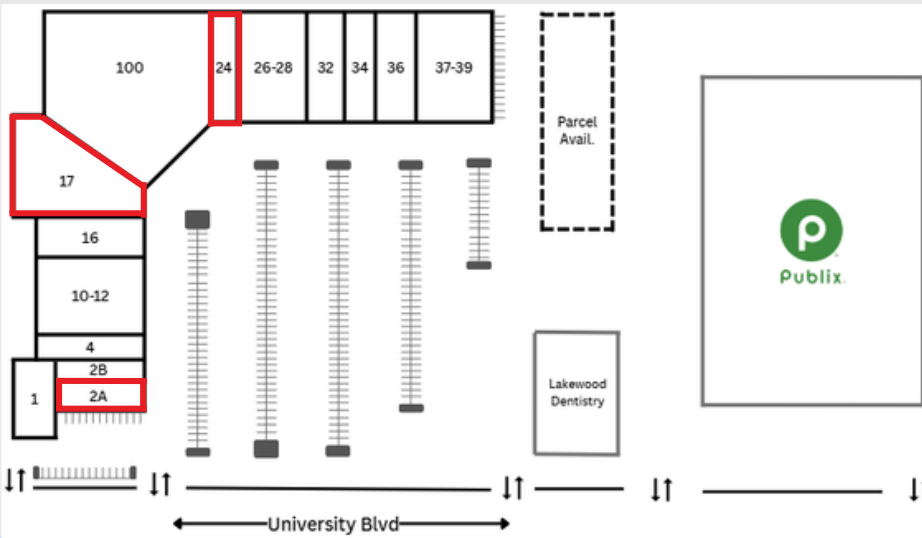 100
24
26-28
32
34
36
37-39
Parcel
Avail.
17
16
10-12
4
2B
2A
1
Publix.
Lakewood
Dentistry
University Blvd